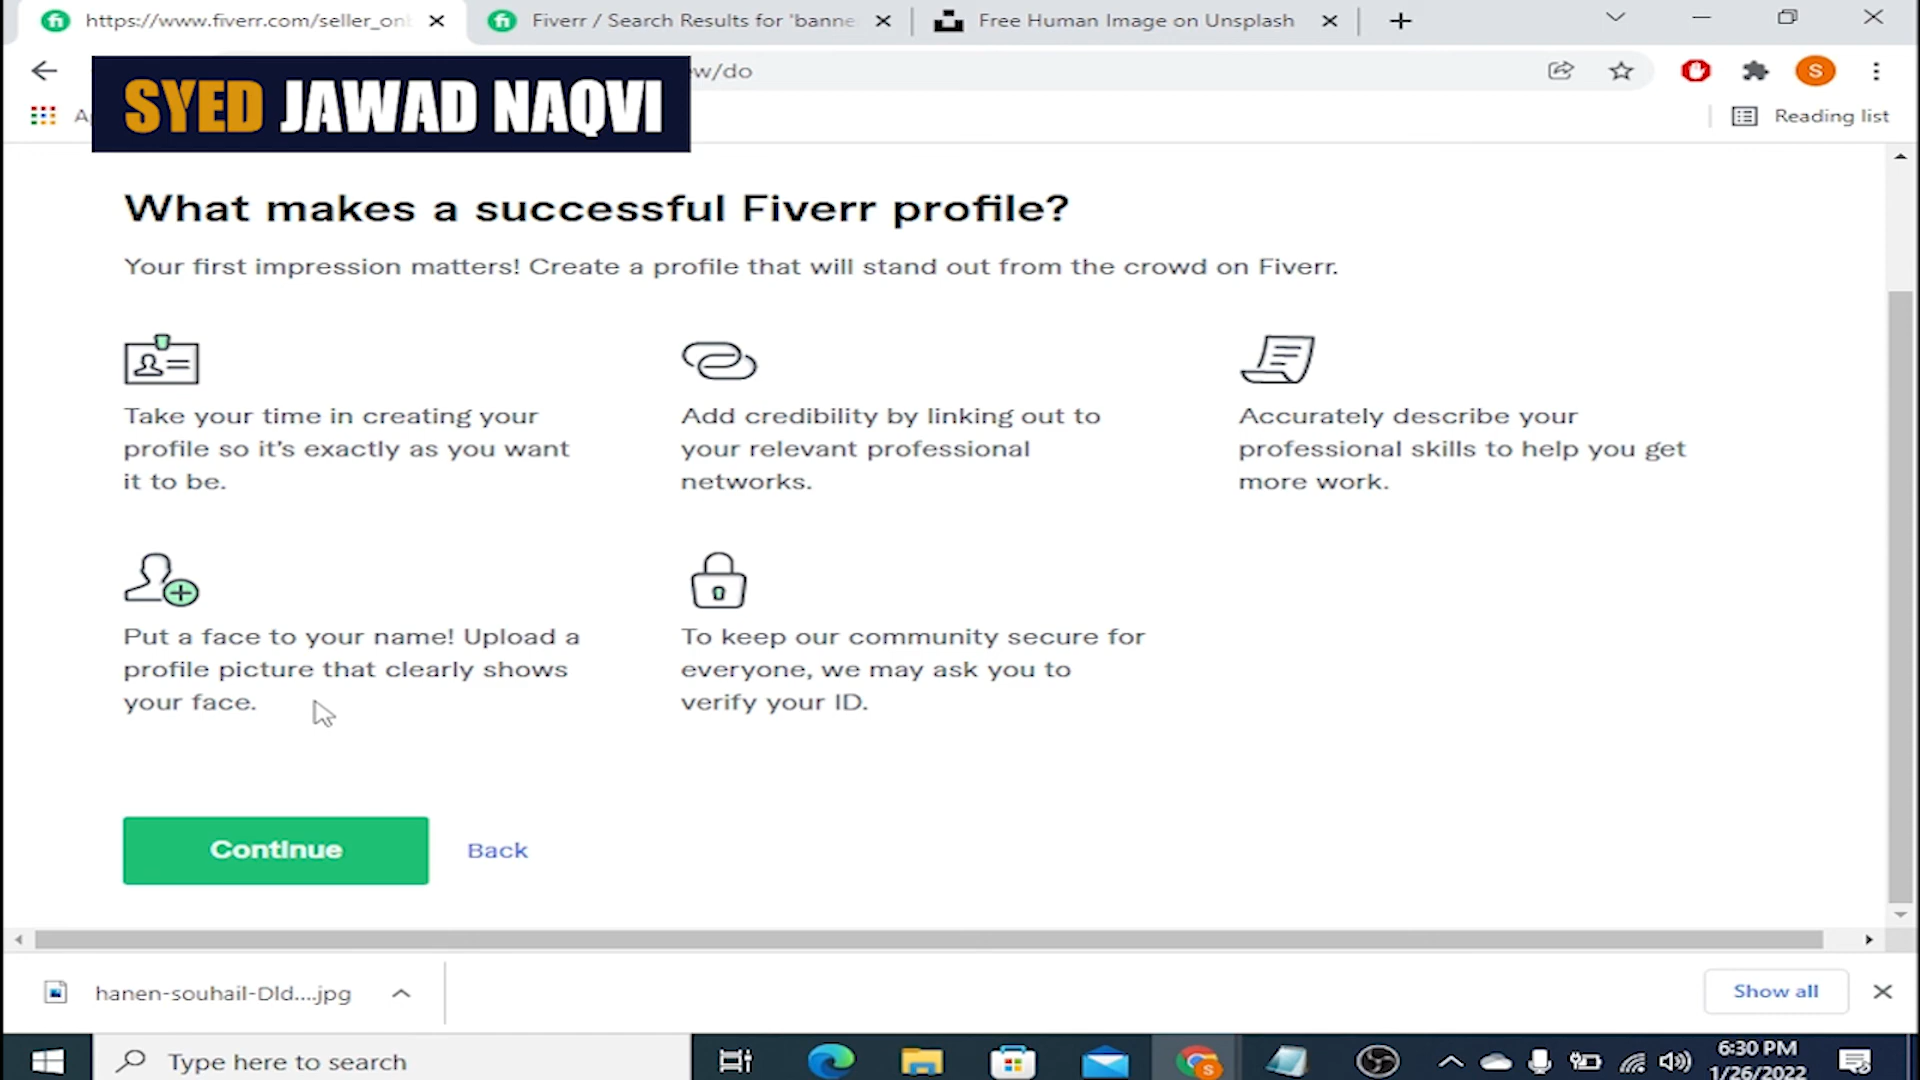 https://www.fiverr.com/seller_onb
Fiverr / Search Results for 'banne
Free Human Image on Unsplash
SYED JAWAD NAQVI
w/do
S
Reading list
What makes a successful Fiverr profile?
Your first impression matters! Create a profile that will stand out from the crowd on Fiverr.
Take your time in creating your
profile so it's exactly as you want
it to be.
Add credibility by linking out to
your relevant professional
networks.
Accurately describe your
professional skills to help you get
more work.
Put a face to your name! Upload a
profile picture that clearly shows
your face.
To keep our community secure for
everyone, we may ask you to
verify your ID.
Continue
Back
hanen-souhail-Dld....jpg
Show all
Type here to search
6:30 PM
1/26/2022